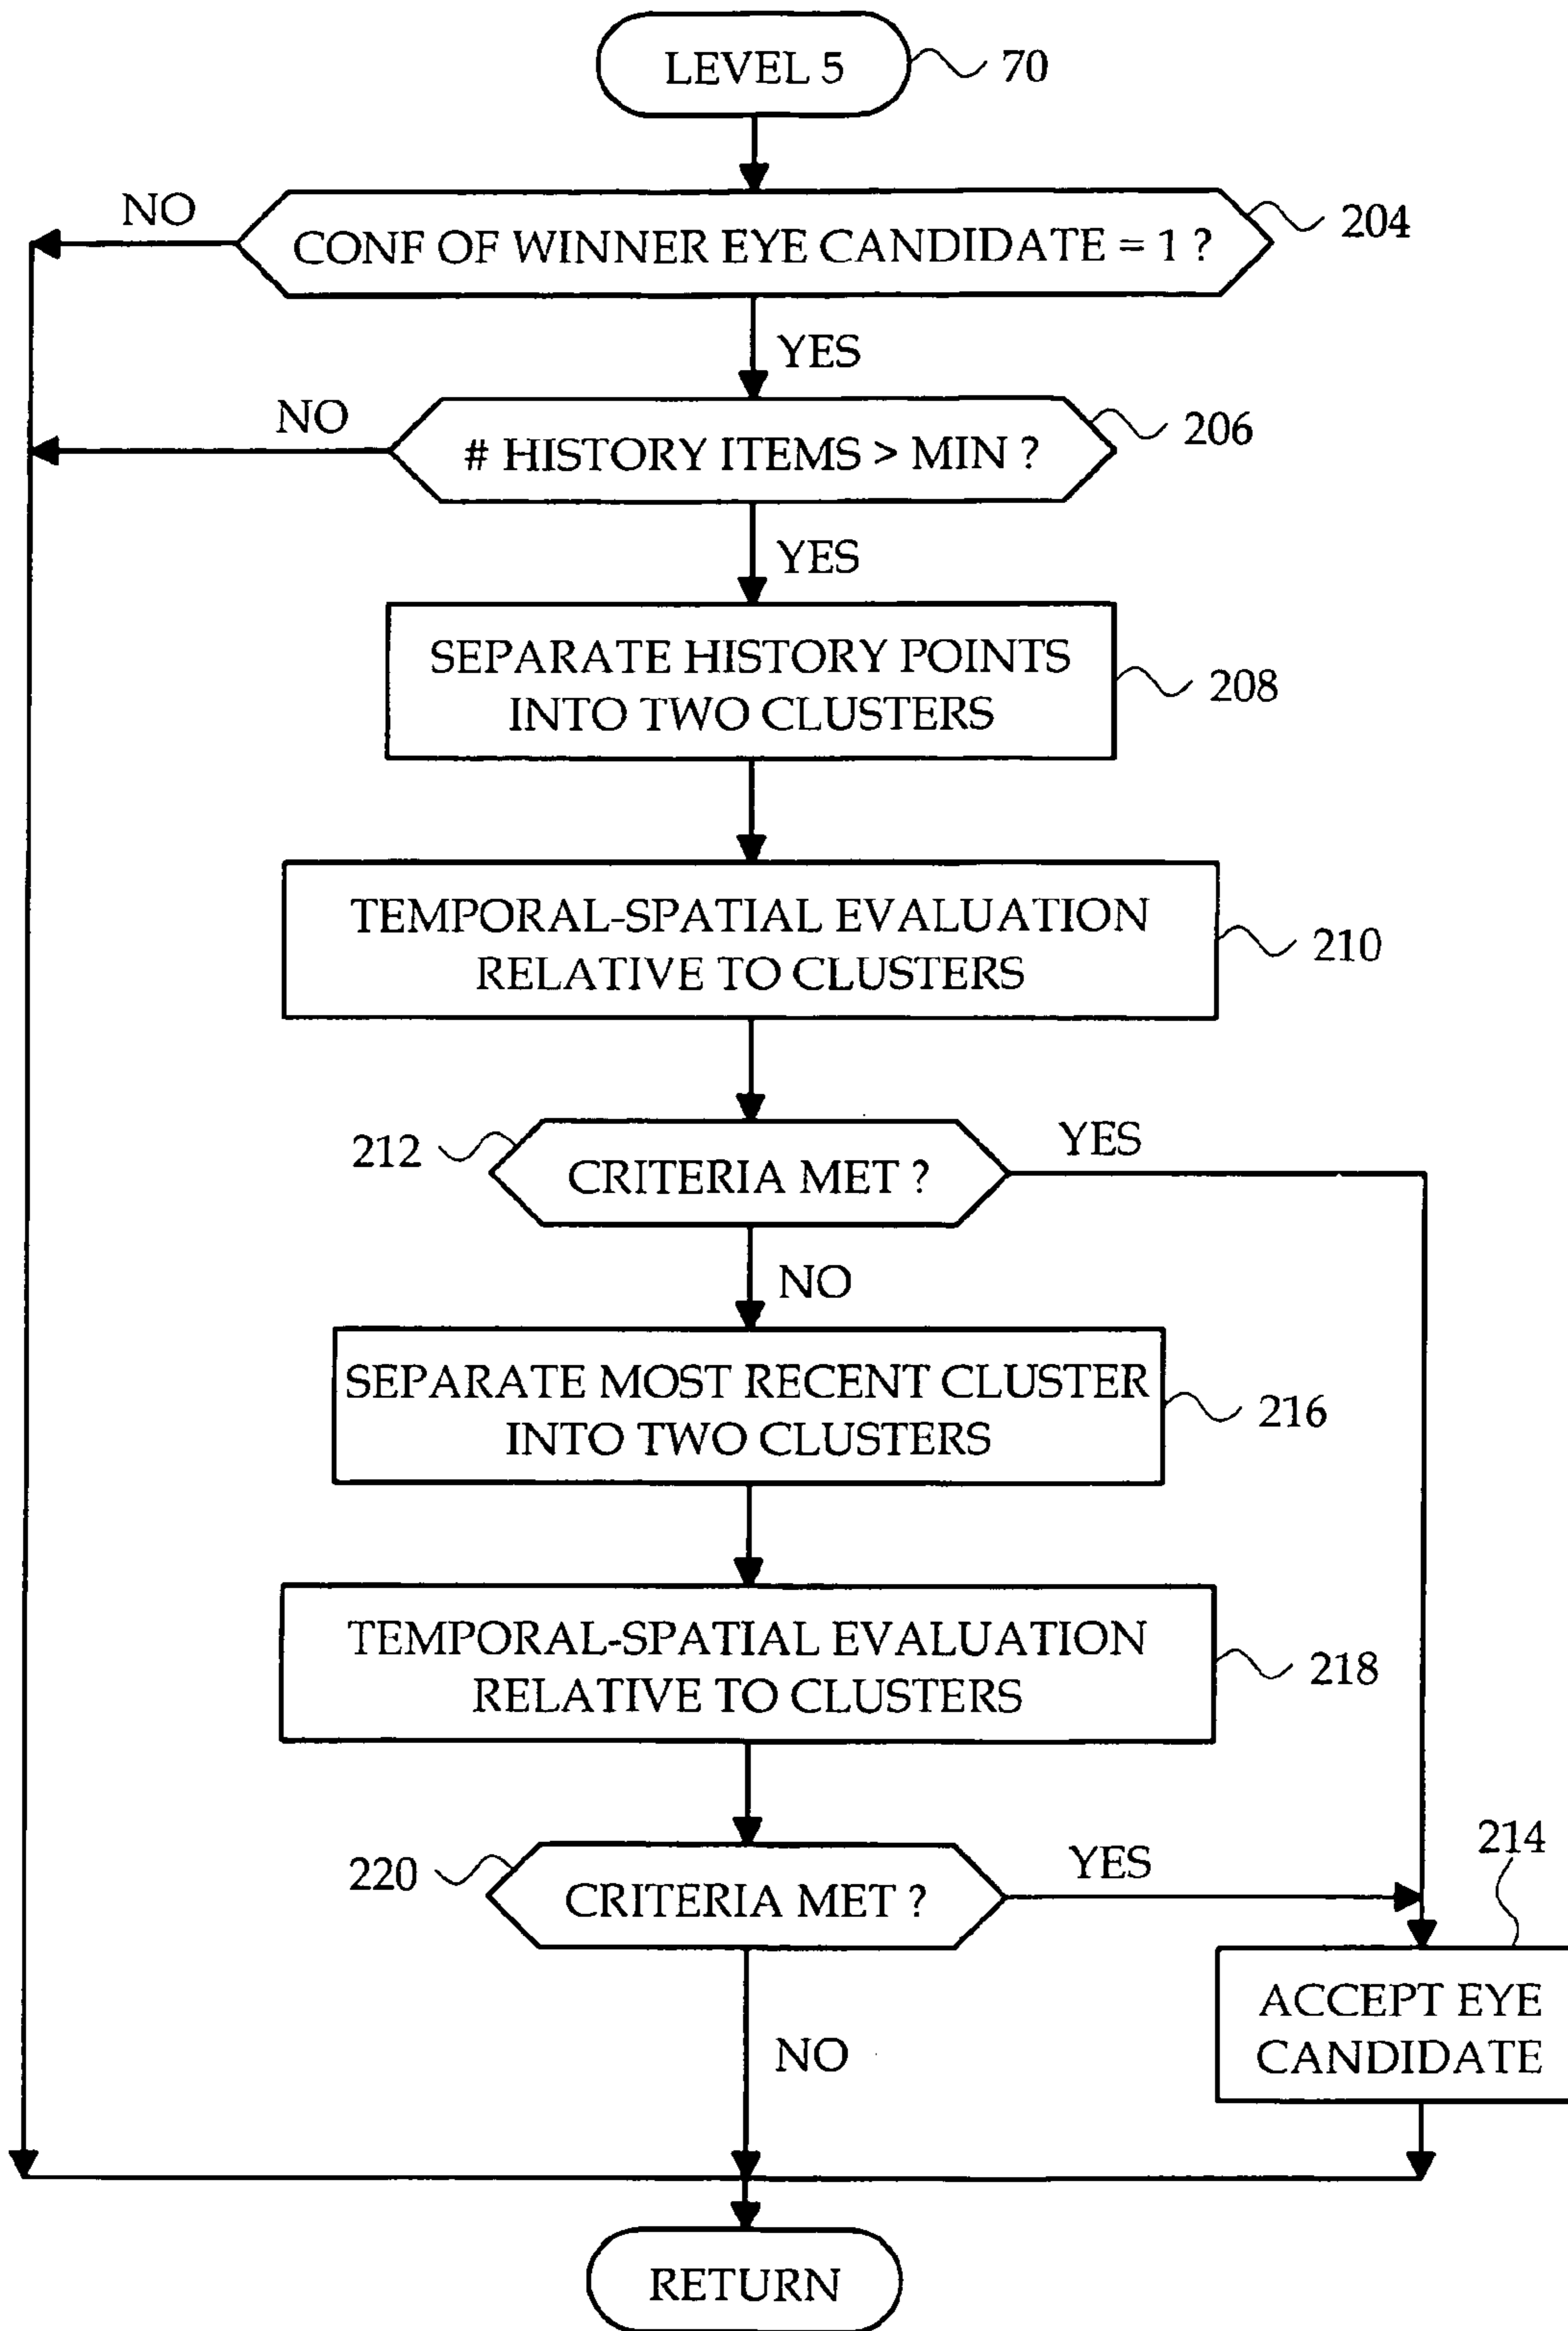 LEVEL 5
70
NO
CONF OF WINNER EYE CANDIDATE = 1 ?
204
YES
NO
# HISTORY ITEMS > MIN ?
206
YES
SEPARATE HISTORY POINTS
INTO TWO CLUSTERS
208
TEMPORAL-SPATIAL EVALUATION
RELATIVE TO CLUSTERS
210
212
CRITERIA MET ?
YES
NO
SEPARATE MOST RECENT CLUSTER
INTO TWO CLUSTERS
216
TEMPORAL-SPATIAL EVALUATION
RELATIVE TO CLUSTERS
218
220
CRITERIA MET ?
YES
214
NO
ACCEPT EYE
CANDIDATE
RETURN